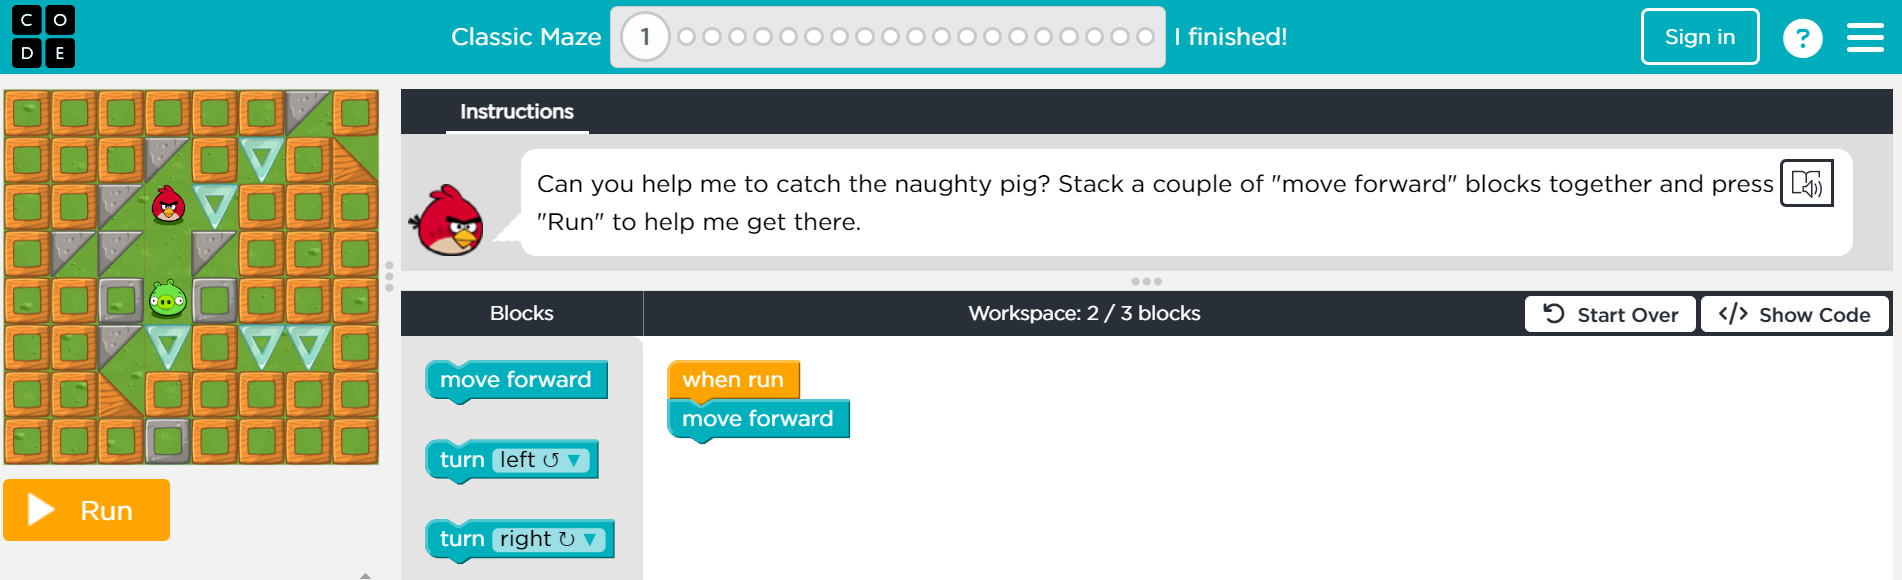 CO
DE
Classic Maze
1
I finished!
Sign in
?
Instructions
Can you help me to catch the naughty pig? Stack a couple of "move forward" blocks together and press
"Run" to help me get there.
Blocks
Workspace: 2 / 3 blocks
Start Over
</> Show Code
move forward
turn left ↺ ▼
turn right ↻ ▼
when run
move forward
Run